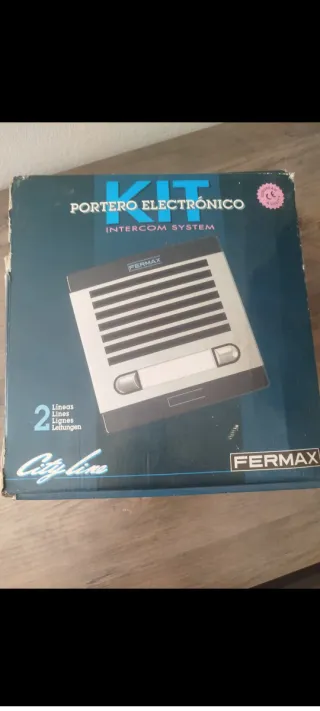 KIT
PORTERO ELECTRÓNICO
INTERCOM SYSTEM
FERMAX
2
Líneas
Lines
Lignes
Leitungen
City line
FERMAX